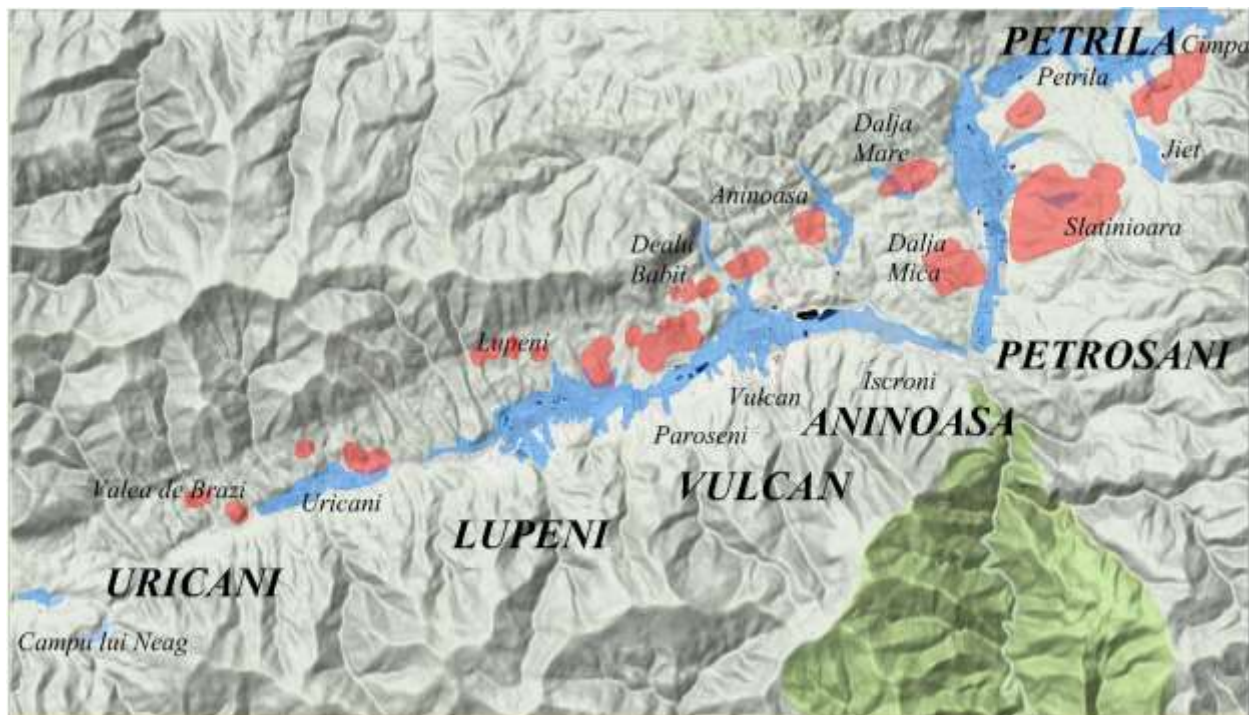 PETRILA
Cimpa
Petrila
Dalja
Mare
Jiet
Aninoasa
Slatinioara
Dealu
Babii
Dalja
Mica
Lupeni
PETROSANI
Iscroni
Vulcan
ANINOASA
Paroseni
VULCAN
Valea de Brazi
Uricani
LUPENI
URICANI
Campu lui Neag